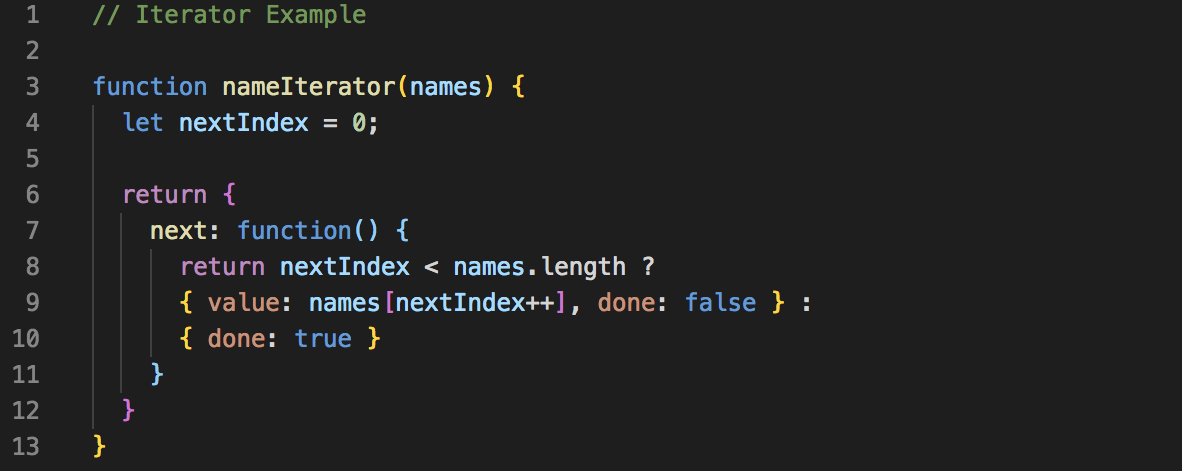 1 // Iterator Example
2
3 function nameIterator(names) {
4   let nextIndex = 0;
5
6   return {
7     next: function() {
8       return nextIndex < names.length ?
9       { value: names[nextIndex++], done: false } :
10       { done: true }
11     }
12   }
13 }